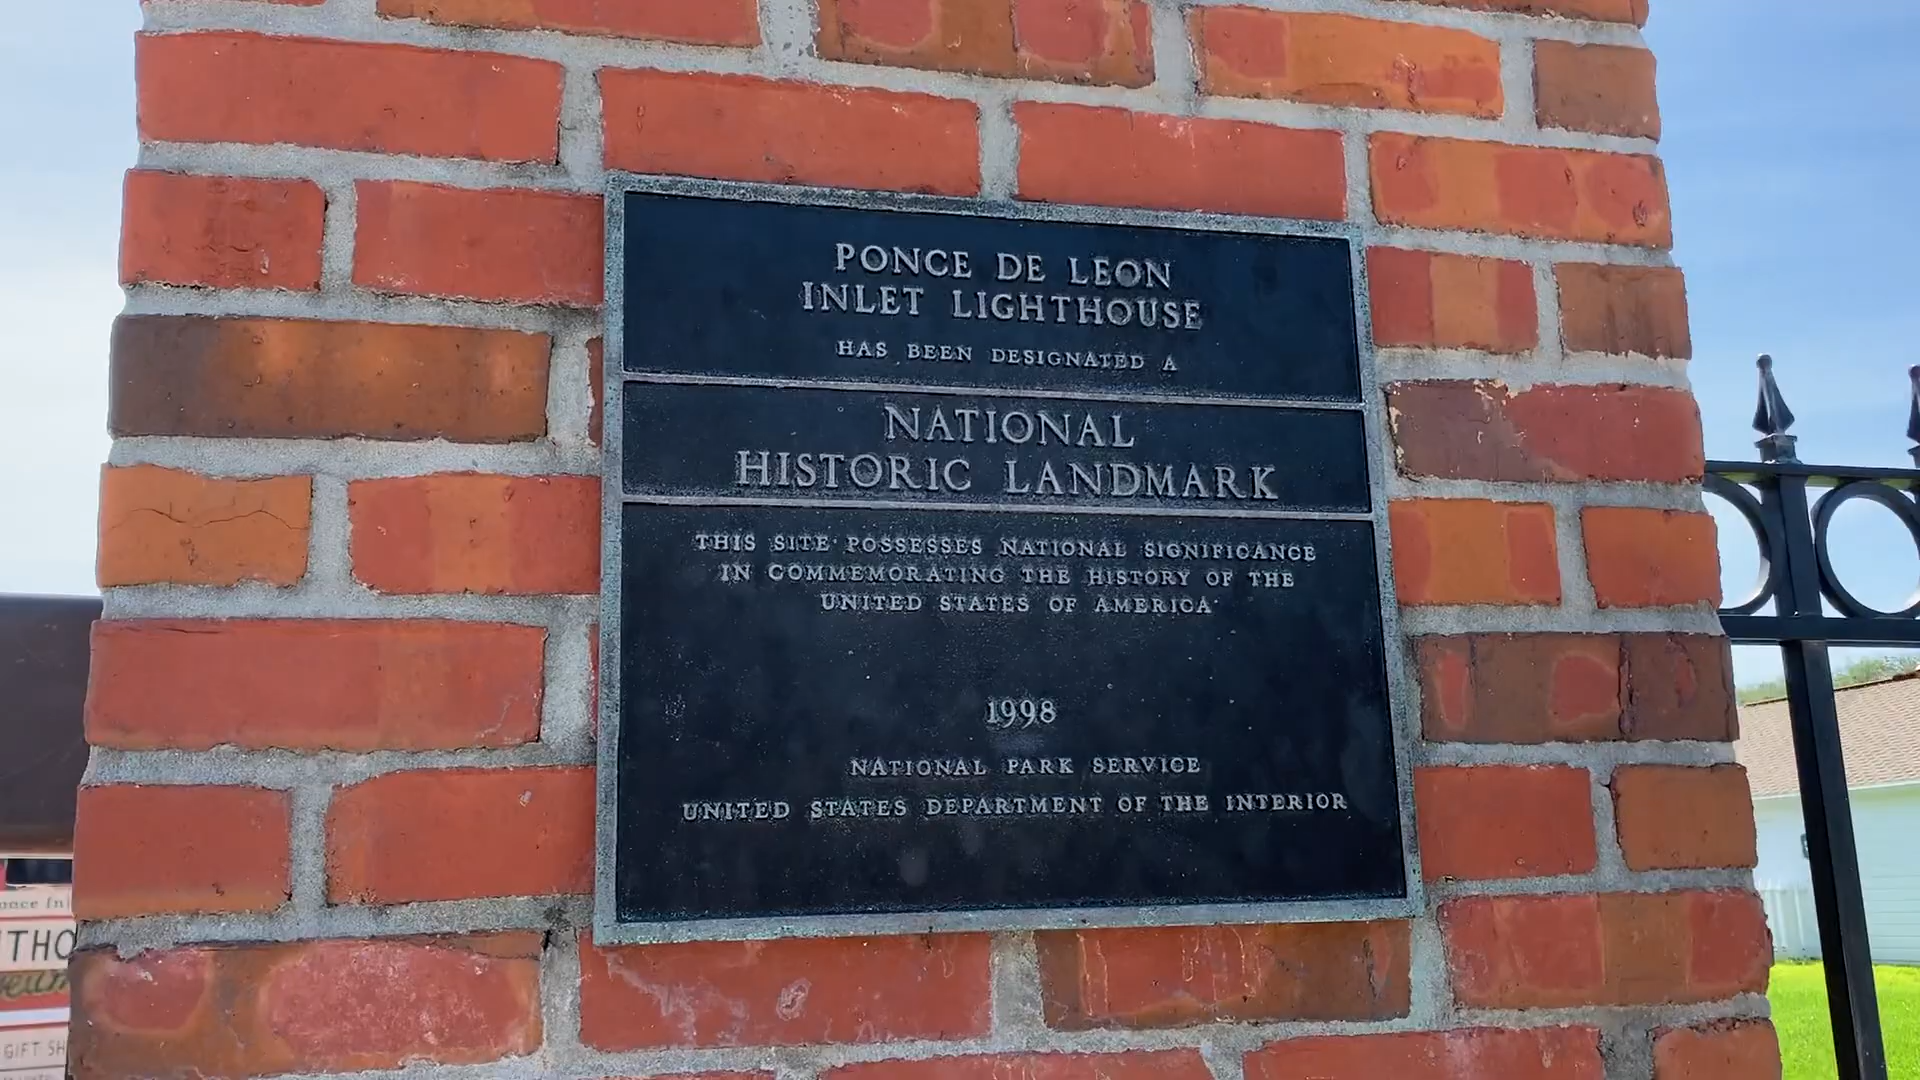 PONCE DE LEON
INLET LIGHTHOUSE
HAS BEEN DESIGNATED A
NATIONAL
HISTORIC LANDMARK
THIS SITE POSSESSES NATIONAL SIGNIFICANCE
IN COMMEMORATING THE HISTORY OF THE
UNITED STATES OF AMERICA
1998
NATIONAL PARK SERVICE
UNITED STATES DEPARTMENT OF THE INTERIOR
GIFT